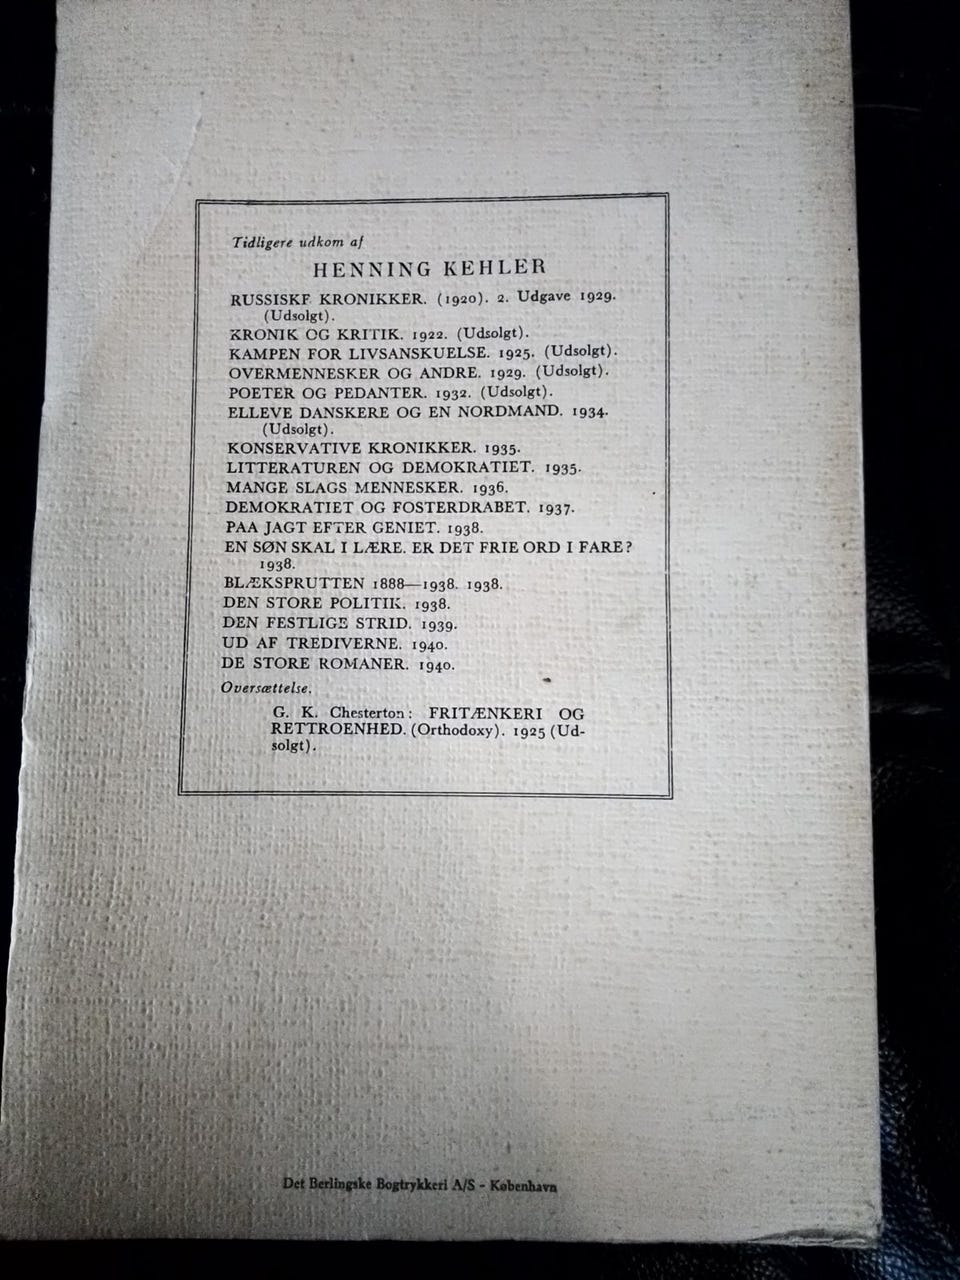 Tidligere udkom af
HENNING KEHLER
RUSSISKE KRONIKKER. (1920). 2. Udgave 1929.
(Udsolgt).
KRONIK OG KRITIK. 1922. (Udsolgt).
KAMPEN FOR LIVSANSKUELSE. 1925. (Udsolgt).
OVERMENNESKER OG ANDRE. 1929. (Udsolgt).
POETER OG PEDANTER. 1932. (Udsolgt).
ELLEVE DANSKERE OG EN NORDMAND. 1934.
(Udsolgt).
KONSERVATIVE KRONIKKER. 1935.
LITTERATUREN OG DEMOKRATIET. 1935.
MANGE SLAGS MENNESKER. 1936.
DEMOKRATIET OG FOSTERDRABET. 1937.
PAA JAGT EFTER GENIET. 1938.
EN SØN SKAL I LÆRE. ER DET FRIE ORD I FARE?
1938.
BLÆKSPRUTTEN 1888—1938. 1938.
DEN STORE POLITIK. 1938.
DEN FESTLIGE STRID. 1939.
UD AF TREDIVERNE. 1940.
DE STORE ROMANER. 1940.
Oversættelse.
G. K. Chesterton: FRITÆNKERI OG
RETTROENHED. (Orthodoxy). 1925 (Ud-
solgt).
Det Berlingske Bogtrykkeri A/S - København